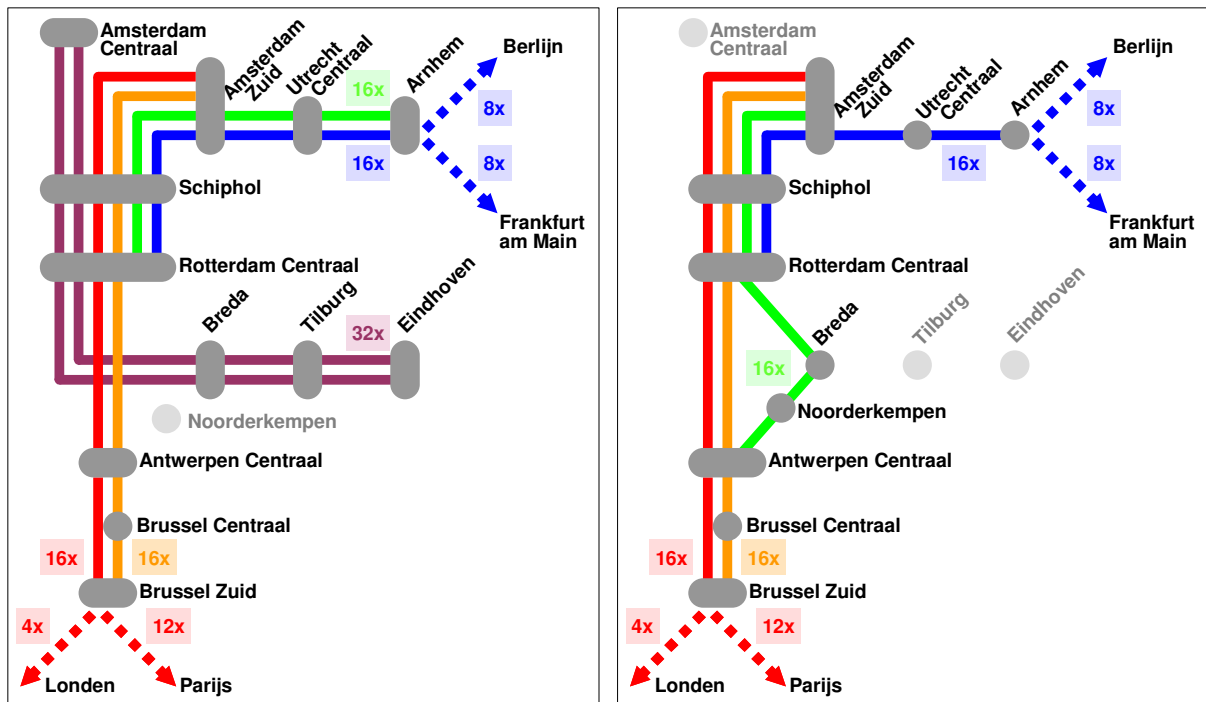 Amsterdam
Centraal
Amsterdam
Zuid
Utrecht
Centraal
16x
Arnhem
Berlijn
8x
16x
8x
Schiphol
Frankfurt
am Main
Rotterdam Centraal
Breda
Tilburg
32x
Eindhoven
Noorderkempen
Antwerpen Centraal
Brussel Centraal
16x
16x
Brussel Zuid
4x
12x
Londen
Parijs
Amsterdam
Centraal
Amsterdam
Zuid
Utrecht
Centraal
Arnhem
Berlijn
8x
16x
8x
Schiphol
Frankfurt
am Main
Rotterdam Centraal
Breda
Tilburg
Eindhoven
16x
Noorderkempen
Antwerpen Centraal
Brussel Centraal
16x
16x
Brussel Zuid
4x
12x
Londen
Parijs